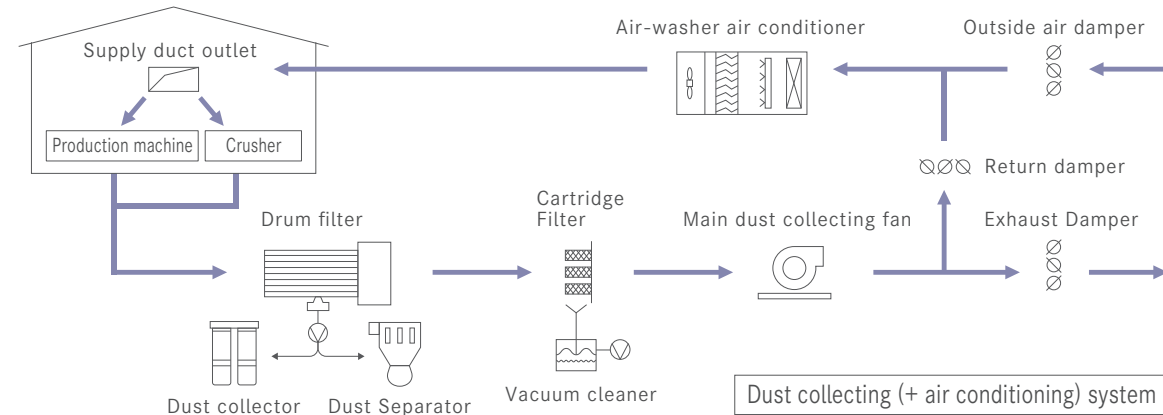 Air-washer air conditioner
Outside air damper
Supply duct outlet
Production machine
Crusher
Return damper
Cartridge
Filter
Drum filter
Main dust collecting fan
Exhaust Damper
Dust collector
Dust Separator
Vacuum cleaner
Dust collecting (+ air conditioning) system